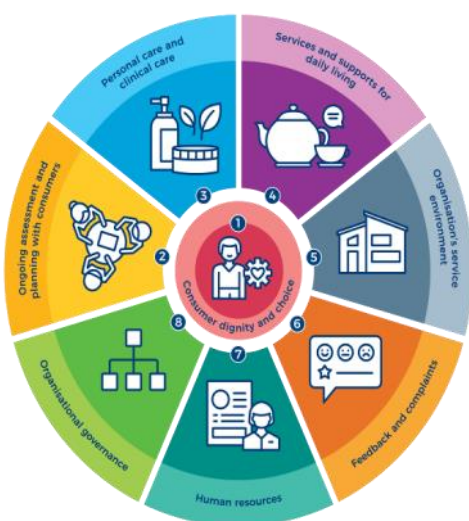 1
Consumer dignity and choice
2
Ongoing assessment and
planning with consumers
3
Personal care and
clinical care
4
Services and supports for
daily living
5
Organisation's service
environment
6
Feedback and complaints
7
Human resources
8
Organisational governance